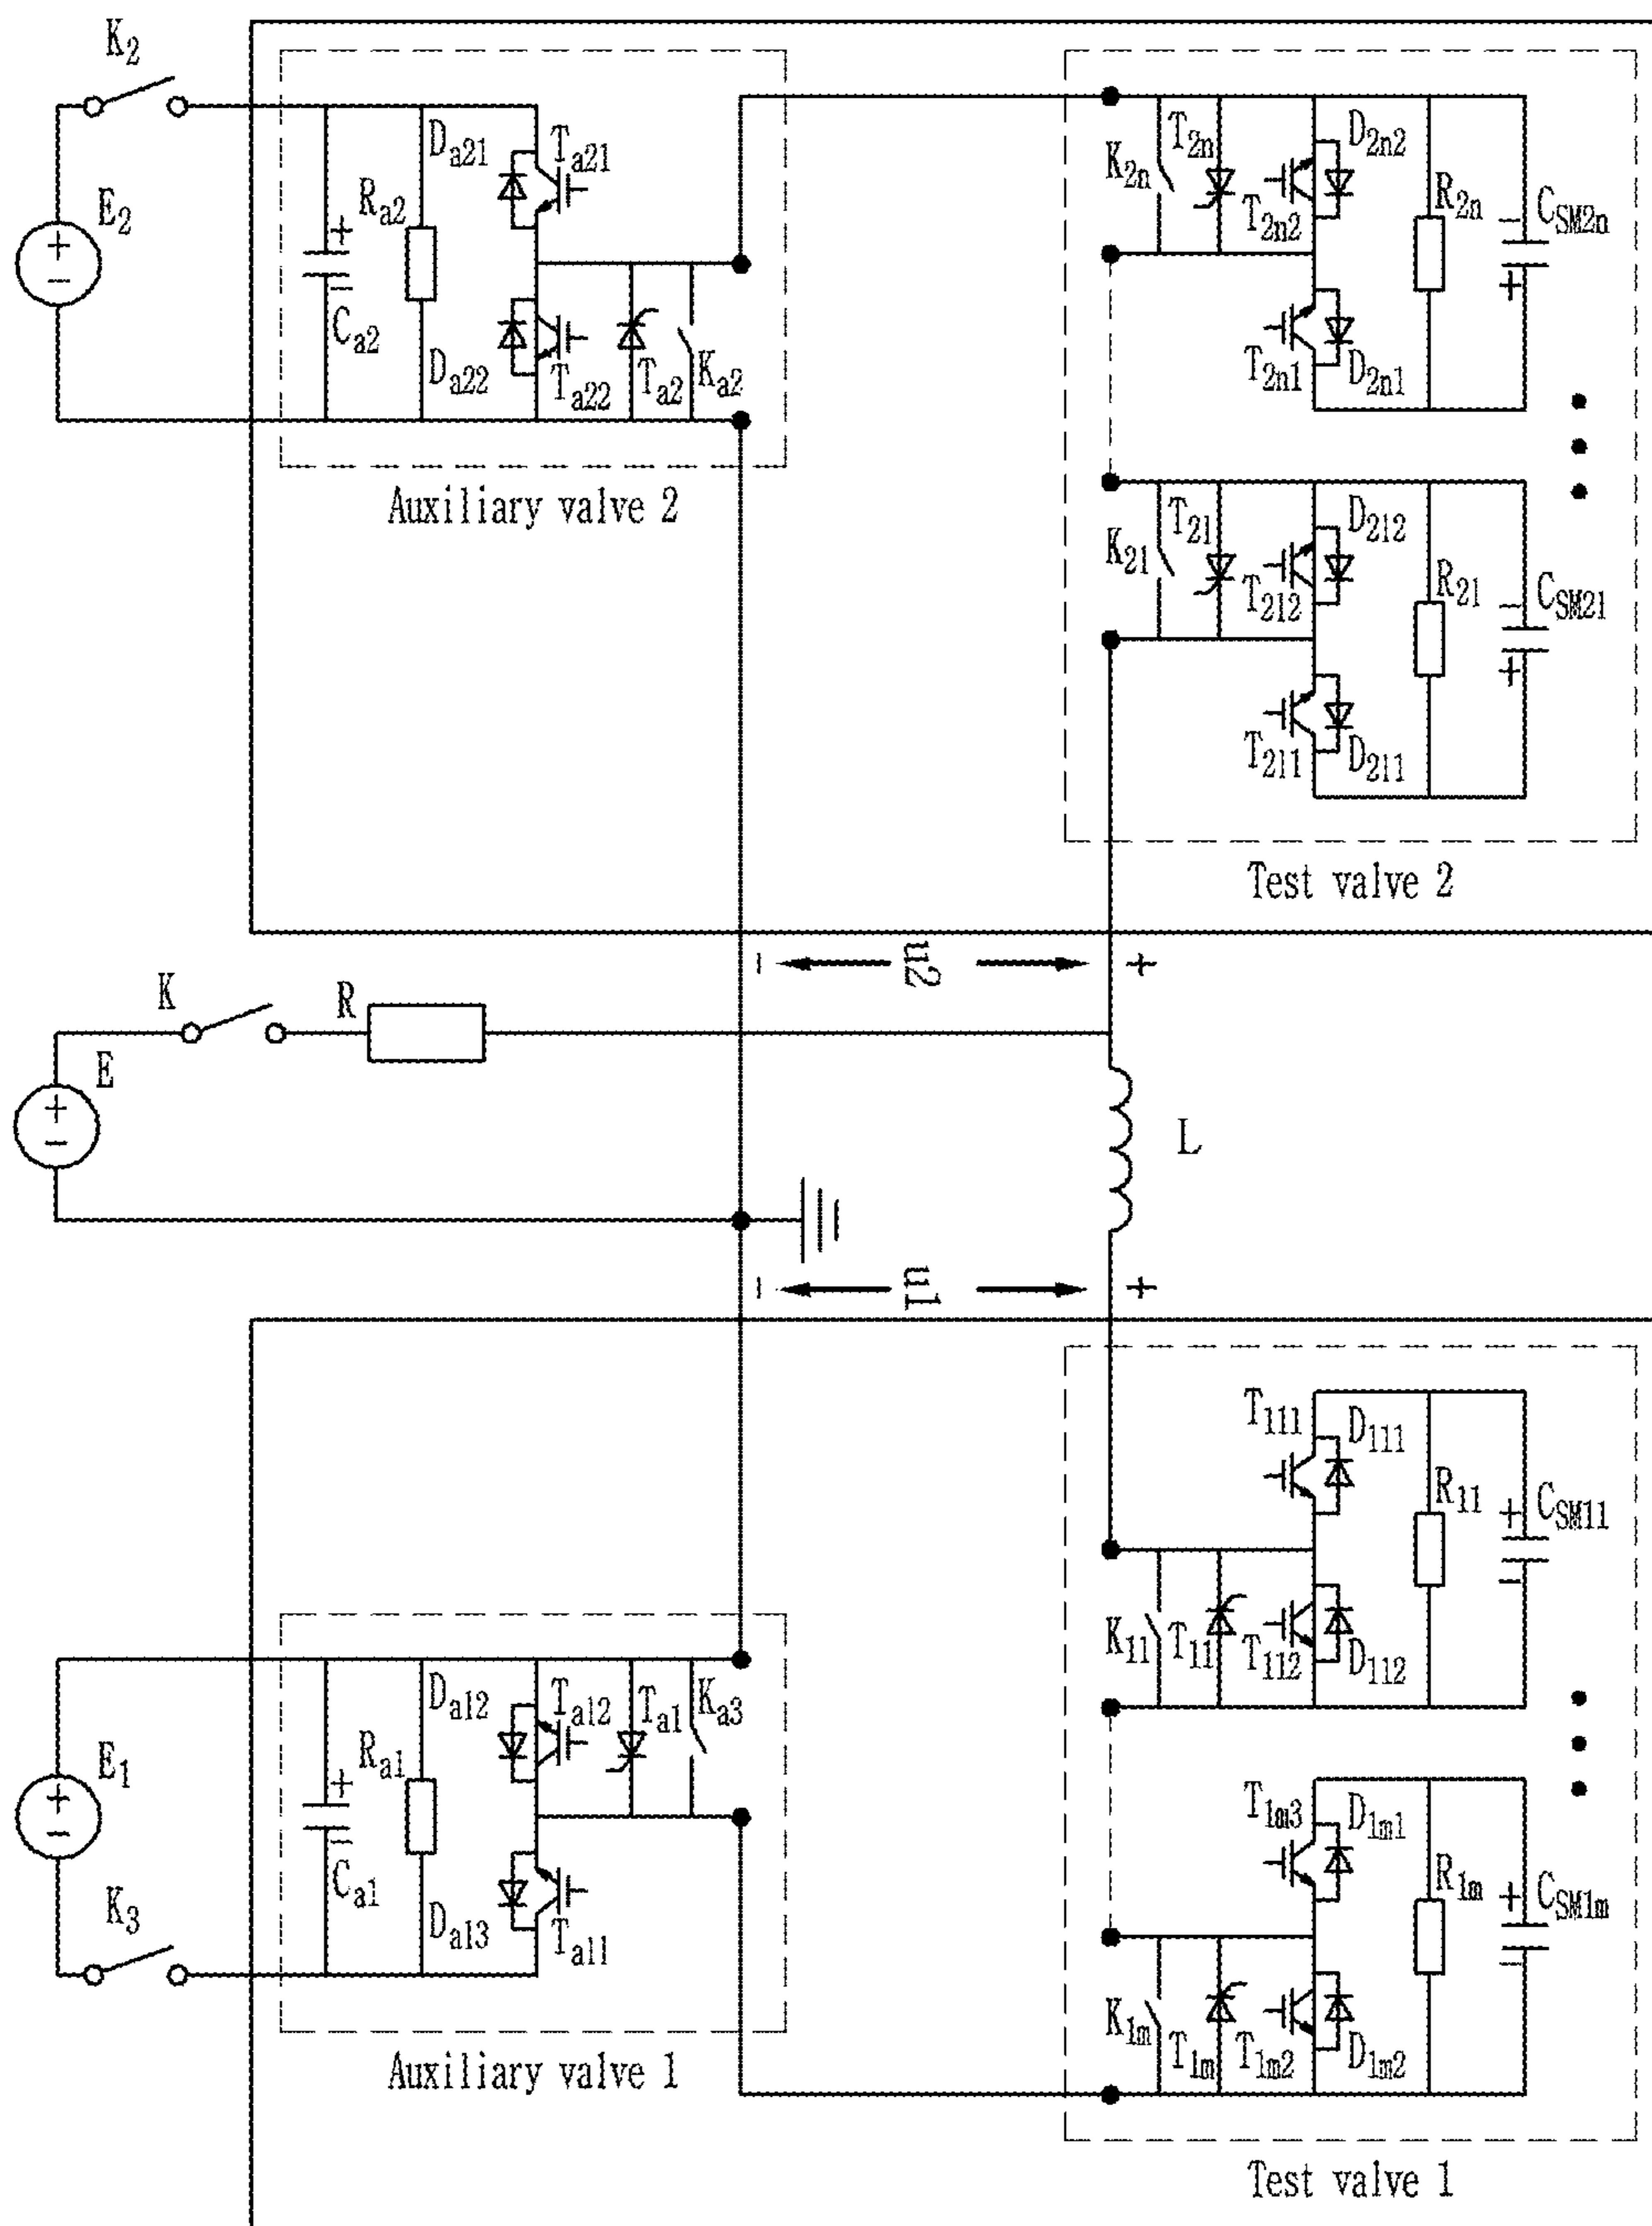 K2
E2
+
−
Da21
Ta21
Ra2
+
−
Ca2
Da22
Ta22
Ta2
Ka2
Auxiliary valve 2
K2n
T2n
D2n2
T2n2
R2n
−
CSM2n
+
T2n1
D2n1
K21
T21
D212
T212
R21
−
CSM21
+
T211
D211
Test valve 2
−
u2
+
K
R
E
+
−
L
−
u1
+
T111
D111
R11
+
CSM11
−
K11
T11
T112
D112
Da12
Ta12
Ta1
Ka3
E1
+
−
Ra1
+
−
Ca1
K3
Da13
Ta11
Auxiliary valve 1
T1m3
D1m1
R1m
+
CSM1m
−
K1m
T1m
T1m2
D1m2
Test valve 1